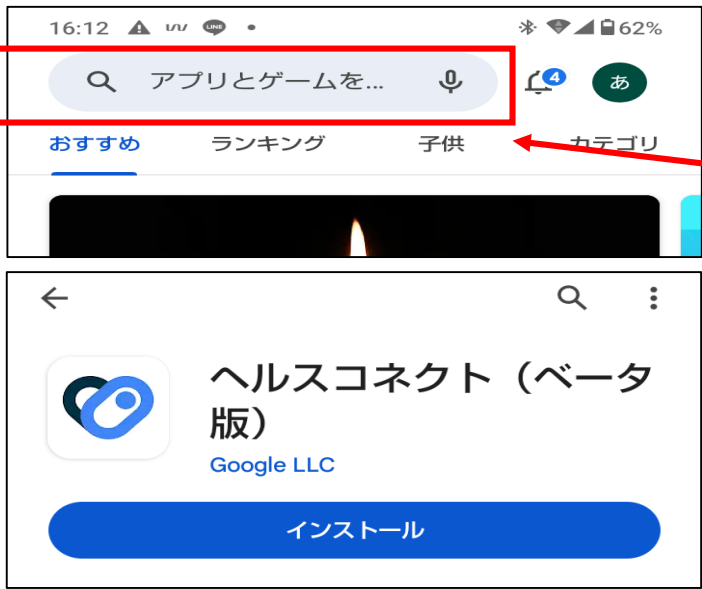 16:12 LINE 62%
アプリとゲームを... 4 あ
おすすめ ランキング 子供 カテゴリ
ヘルスコネクト（ベータ
版）
Google LLC
インストール